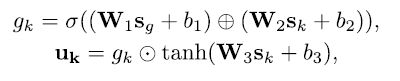 g_k = σ((W_1 s_g + b_1) ⊕ (W_2 s_k + b_2)),
u_k = g_k ⊙ tanh(W_3 s_k + b_3),